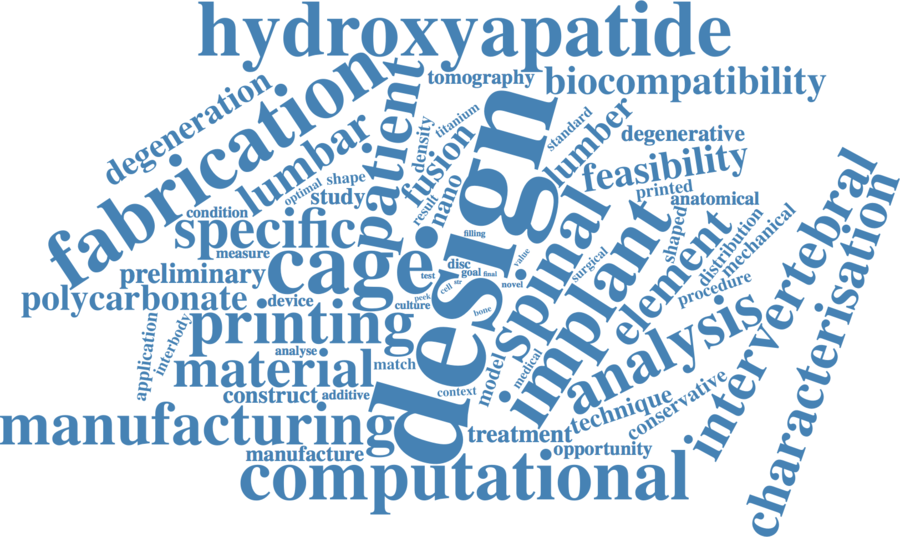 hydroxyapatide
tomography
biocompatibility
degeneration
fabrication
patient
density
titanium
standard
lumber
degenerative
feasibility
lumbar
optimal
shape
study
fusion
result
nano
design
printed
anatomical
condition
specific
measure
filling
spinal
implant
shaped
element
distribution
mechanical
procedure
intervertebral
characterisation
preliminary
cage
disc
goal
final
test
cell
str
novel
value
surgical
polycarbonate
device
peek
culture
bone
printing
application
interbody
analyse
material
match
model
medical
analysis
construct
additive
context
technique
conservative
manufacturing
manufacture
treatment
opportunity
computational